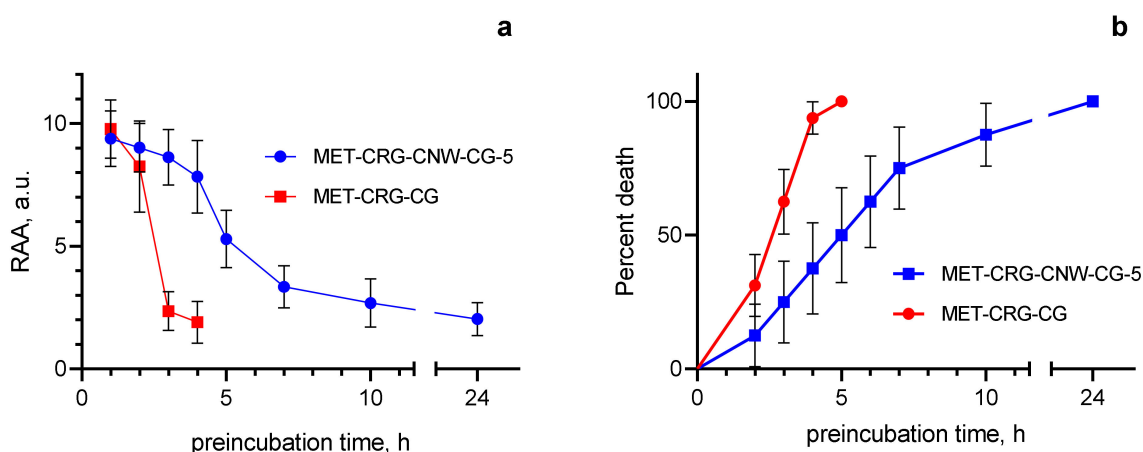 a
10
5
0
RAA, a.u.
MET-CRG-CNW-CG-5
MET-CRG-CG
0 5 10 24
preincubation time, h
b
100
50
0
Percent death
MET-CRG-CNW-CG-5
MET-CRG-CG
0 5 10 24
preincubation time, h